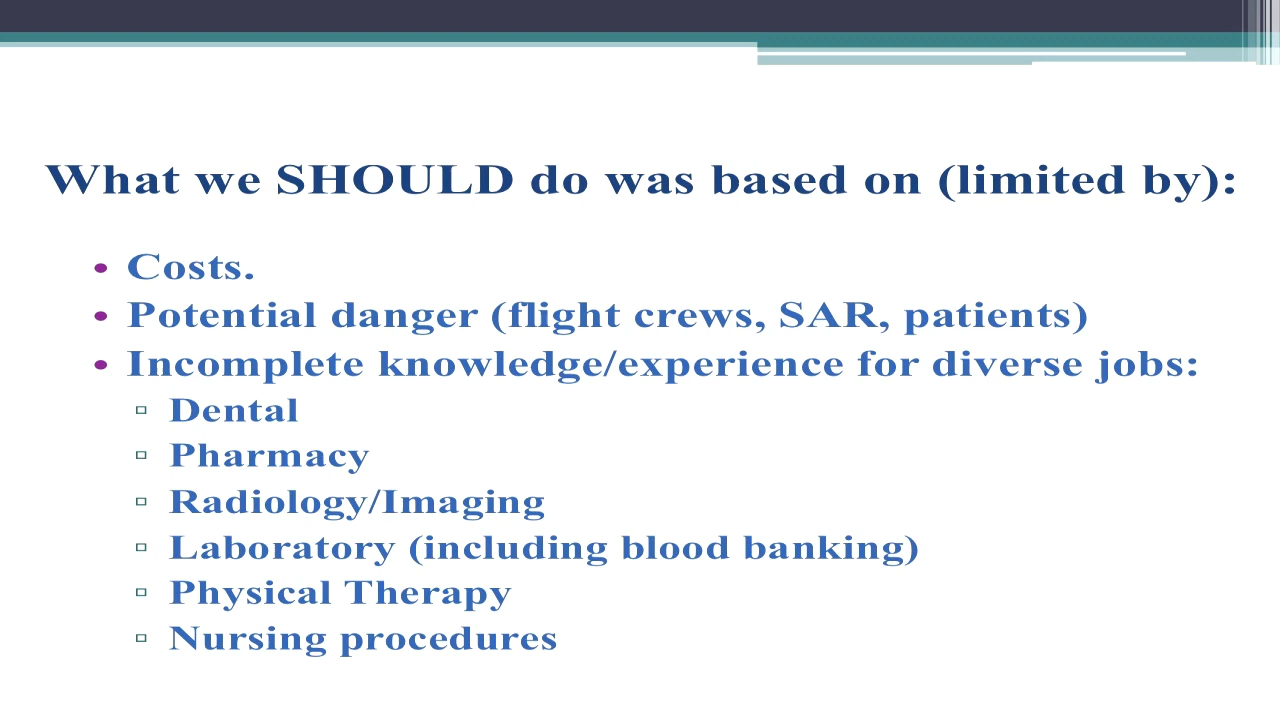 What we SHOULD do was based on (limited by):
• Costs.
• Potential danger (flight crews, SAR, patients)
• Incomplete knowledge/experience for diverse jobs:
▫ Dental
▫ Pharmacy
▫ Radiology/Imaging
▫ Laboratory (including blood banking)
▫ Physical Therapy
▫ Nursing procedures